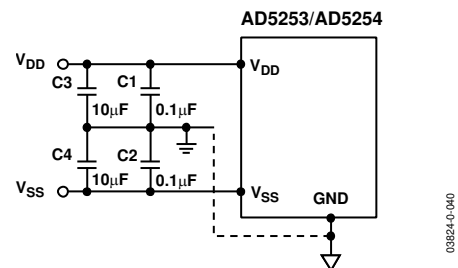 AD5253/AD5254
VDD
C3
C1
VDD
10μF
0.1μF
C4
C2
10μF
0.1μF
VSS
VSS
GND
03824-0-040